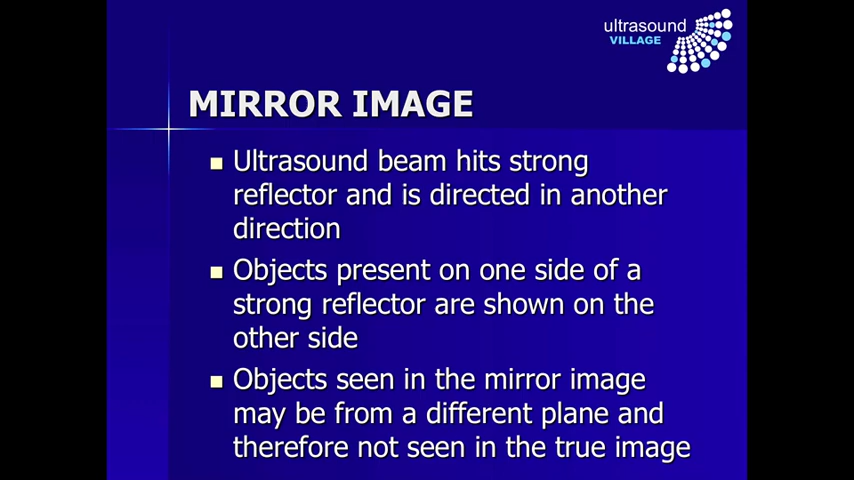 ultrasound
VILLAGE
MIRROR IMAGE
Ultrasound beam hits strong
reflector and is directed in another
direction
Objects present on one side of a
strong reflector are shown on the
other side
Objects seen in the mirror image
may be from a different plane and
therefore not seen in the true image